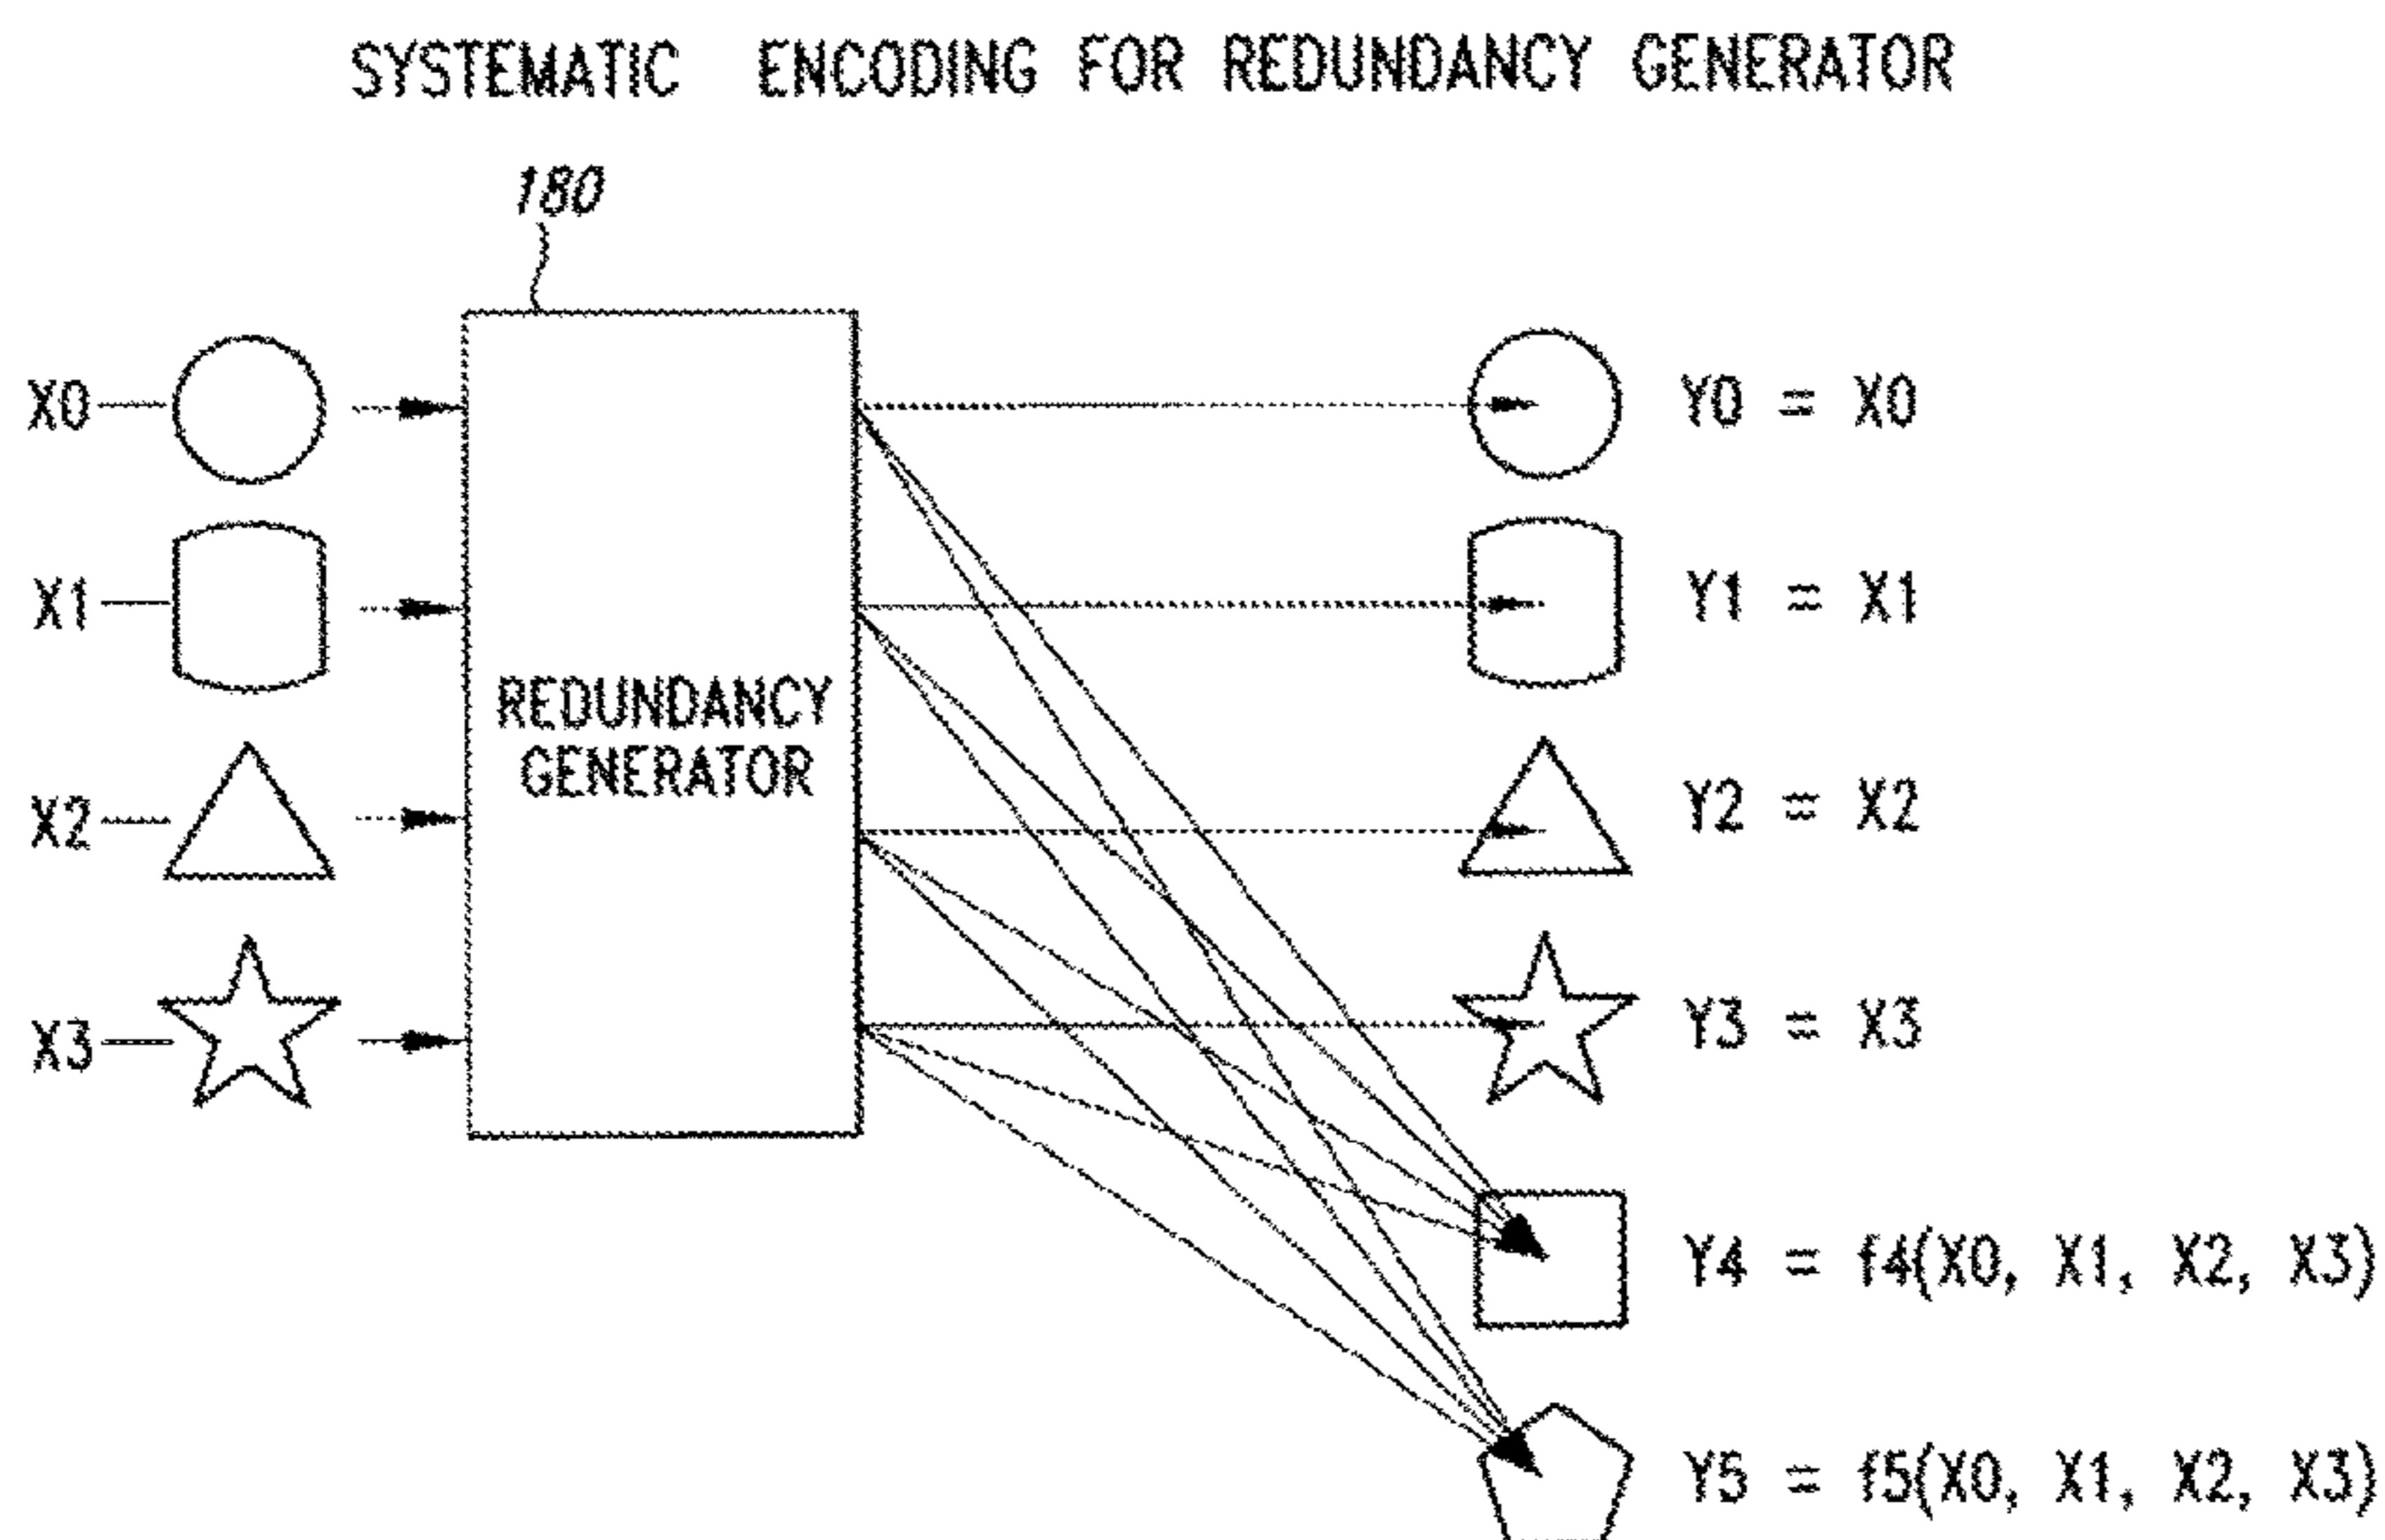 SYSTEMATIC ENCODING FOR REDUNDANCY GENERATOR
180
X0
X1
X2
X3
REDUNDANCY
GENERATOR
Y0 = X0
Y1 = X1
Y2 = X2
Y3 = X3
Y4 = f4(X0, X1, X2, X3)
Y5 = f5(X0, X1, X2, X3)